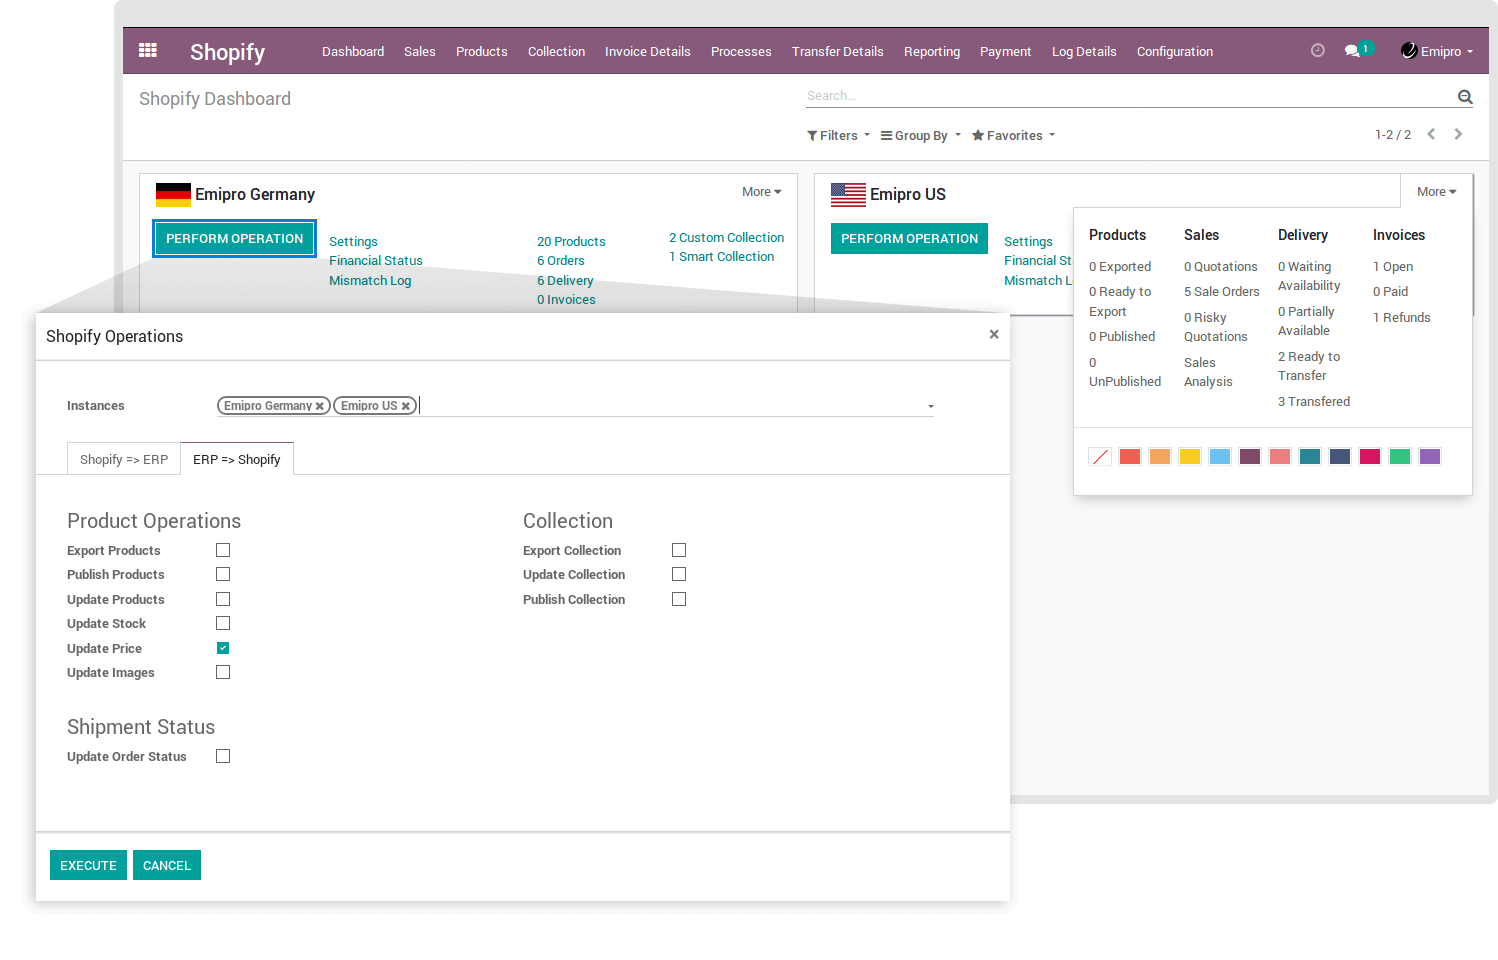 Shopify Dashboard Sales Products Collection Invoice Details Processes Transfer Details Reporting Payment Log Details Configuration 1 Emipro
Shopify Dashboard
Search...
Filters Group By Favorites 1-2 / 2
Emipro Germany More
PERFORM OPERATION
Settings
Financial Status
Mismatch Log
20 Products
6 Orders
6 Delivery
0 Invoices
2 Custom Collection
1 Smart Collection
Emipro US More
PERFORM OPERATION
Settings
Financial St
Mismatch L
Products
0 Exported
0 Ready to
Export
0 Published
0
UnPublished
Sales
0 Quotations
5 Sale Orders
0 Risky
Quotations
Sales
Analysis
Delivery
0 Waiting
Availability
0 Partially
Available
2 Ready to
Transfer
3 Transfered
Invoices
1 Open
0 Paid
1 Refunds
Shopify Operations ×
Instances Emipro Germany × Emipro US ×
Shopify => ERP ERP => Shopify
Product Operations
Export Products
Publish Products
Update Products
Update Stock
Update Price
Update Images
Collection
Export Collection
Update Collection
Publish Collection
Shipment Status
Update Order Status
EXECUTE CANCEL